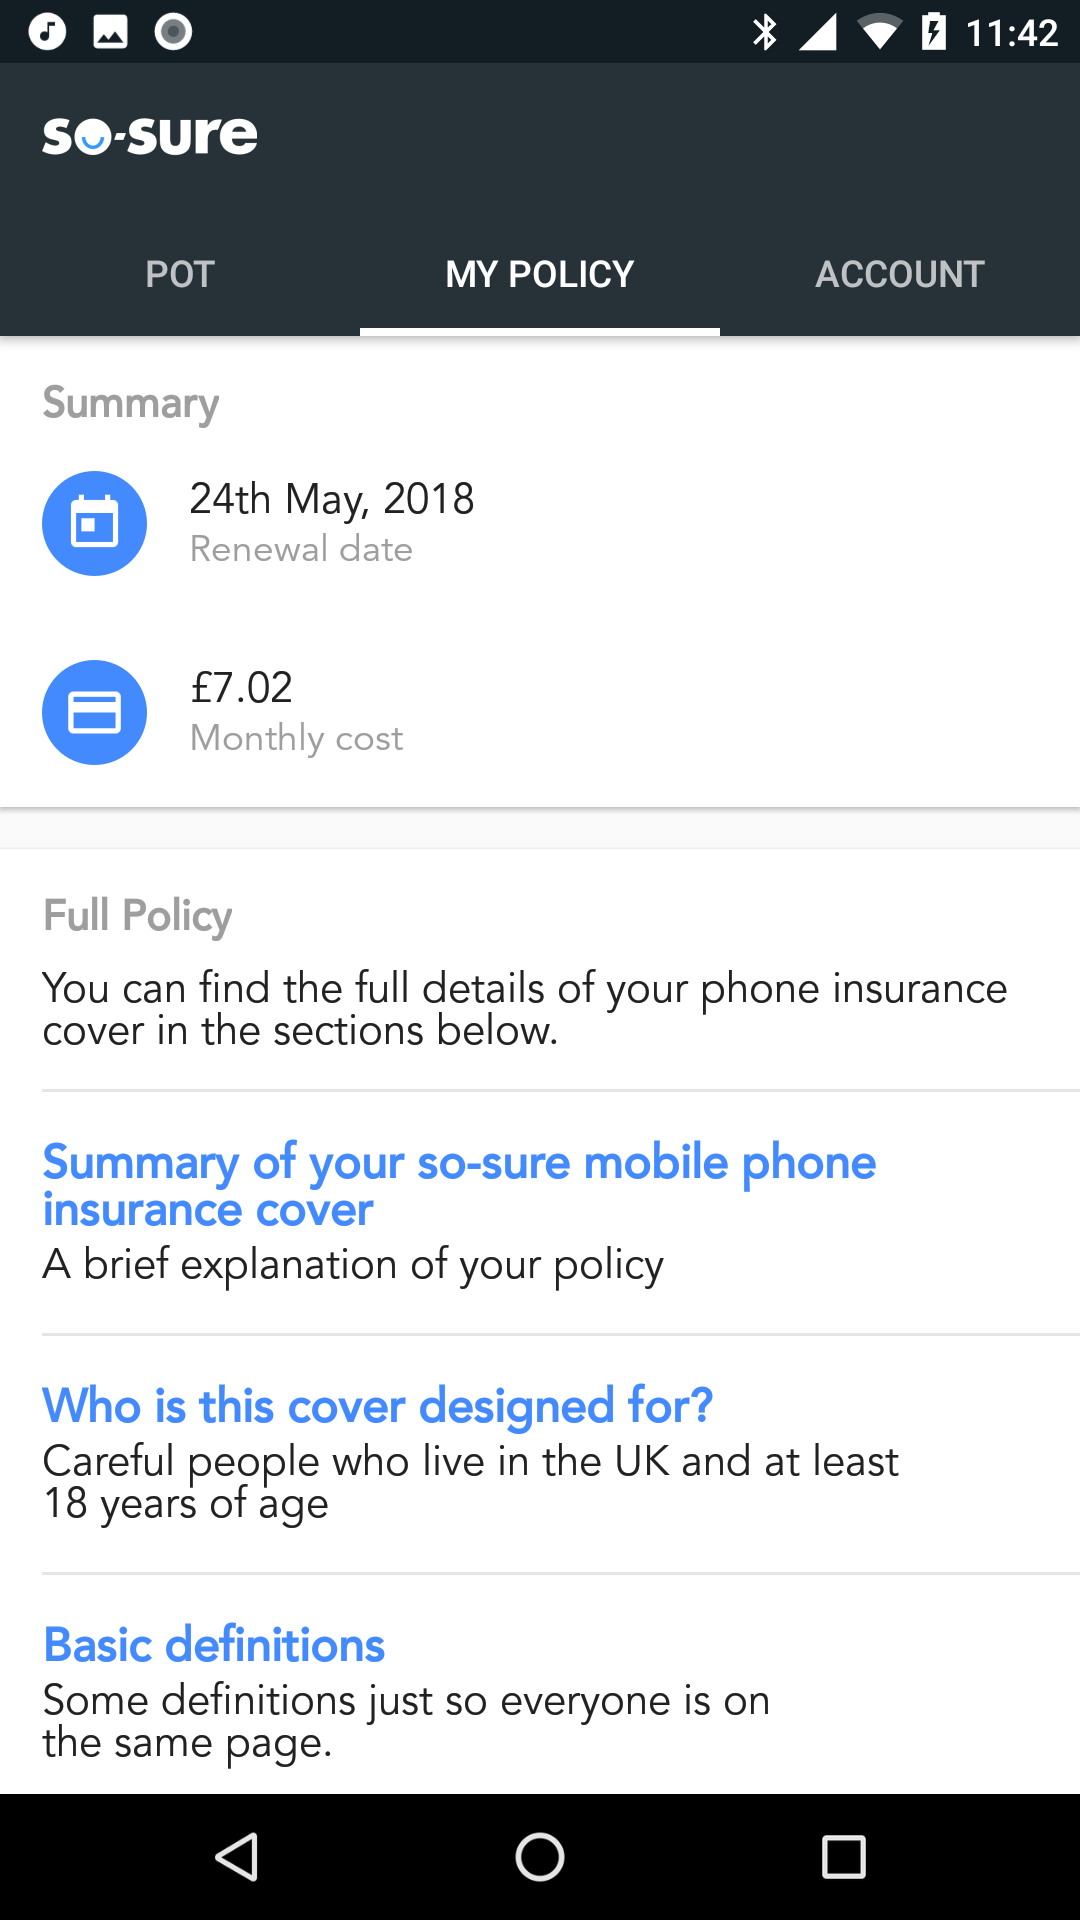 11:42
so-sure
POT
MY POLICY
ACCOUNT
Summary
24th May, 2018
Renewal date
£7.02
Monthly cost
Full Policy
You can find the full details of your phone insurance
cover in the sections below.
Summary of your so-sure mobile phone
insurance cover
A brief explanation of your policy
Who is this cover designed for?
Careful people who live in the UK and at least
18 years of age
Basic definitions
Some definitions just so everyone is on
the same page.